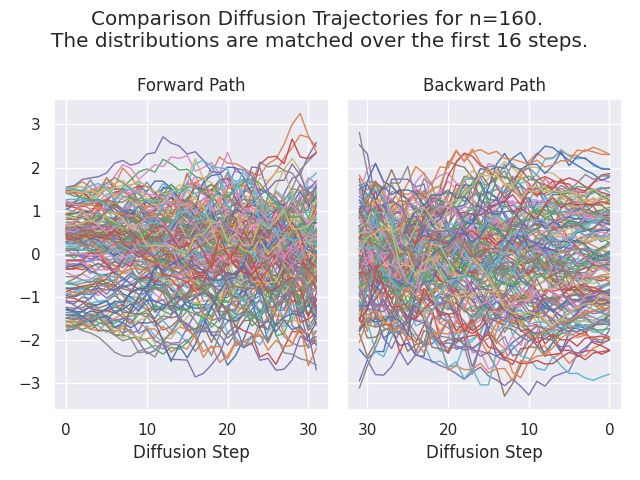 Comparison Diffusion Trajectories for n=160.
The distributions are matched over the first 16 steps.
Forward Path
Backward Path
3
2
1
0
−1
−2
−3
0 10 20 30
30 20 10 0
Diffusion Step
Diffusion Step